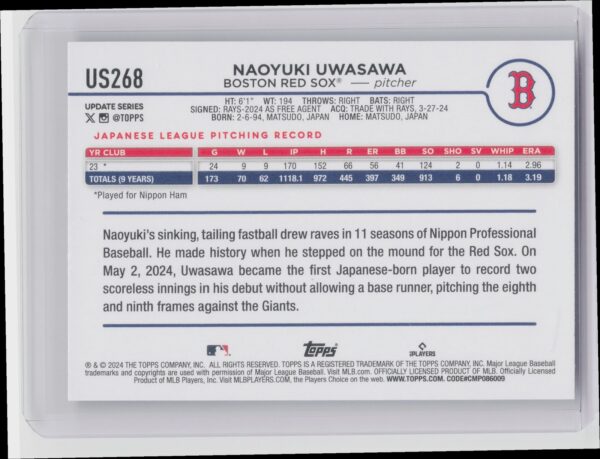 US268
NAOYUKI UWASAWA
BOSTON RED SOX® — pitcher
B
UPDATE SERIES
@TOPPS
HT: 6'1" WT: 194 THROWS: RIGHT BATS: RIGHT
SIGNED: RAYS-2024 AS FREE AGENT ACQ: TRADE WITH RAYS, 3-27-24
BORN: 2-6-94, MATSUDO, JAPAN HOME: MATSUDO, JAPAN
JAPANESE LEAGUE PITCHING RECORD
YR CLUB G W L IP H R ER BB SO SHO SV WHIP ERA
23 * 24 9 9 170 152 66 56 41 124 2 0 1.14 2.96
TOTALS (9 YEARS) 173 70 62 1118.1 972 445 397 349 913 6 0 1.18 3.19
*Played for Nippon Ham
Naoyuki's sinking, tailing fastball drew raves in 11 seasons of Nippon Professional
Baseball. He made history when he stepped on the mound for the Red Sox. On
May 2, 2024, Uwasawa became the first Japanese-born player to record two
scoreless innings in his debut without allowing a base runner, pitching the eighth
and ninth frames against the Giants.
Topps
PLAYERS
® & © 2024 THE TOPPS COMPANY, INC. ALL RIGHTS RESERVED. TOPPS IS A REGISTERED TRADEMARK OF THE TOPPS COMPANY, INC. Major League Baseball
trademarks and copyrights are used with permission of Major League Baseball. Visit MLB.com. OFFICIALLY LICENSED PRODUCT OF MLB Players, Inc. Officially Licensed
Product of MLB Players, Inc. Visit MLBPLAYERS.COM, the Players Choice on the web. WWW.TOPPS.COM. CODE#CMP086009